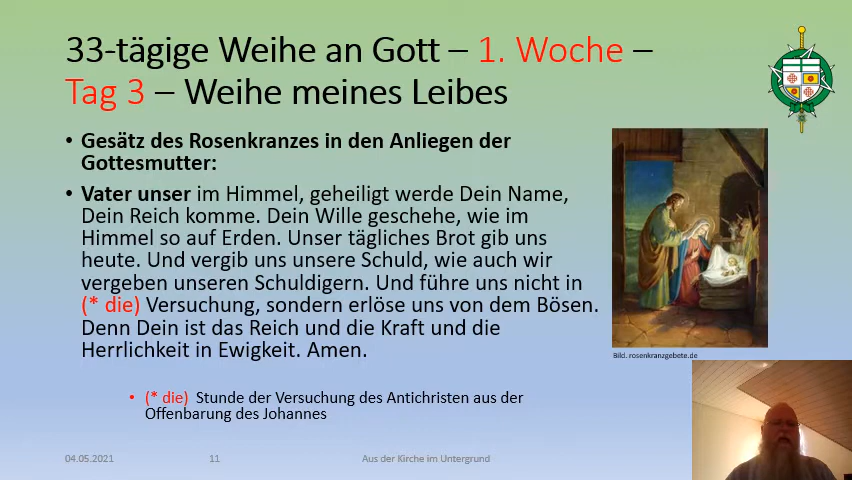 33-tägige Weihe an Gott – 1. Woche –
Tag 3 – Weihe meines Leibes
• Gesätz des Rosenkranzes in den Anliegen der
Gottesmutter:
• Vater unser im Himmel, geheiligt werde Dein Name,
Dein Reich komme. Dein Wille geschehe, wie im
Himmel so auf Erden. Unser tägliches Brot gib uns
heute. Und vergib uns unsere Schuld, wie auch wir
vergeben unseren Schuldigern. Und führe uns nicht in
(* die) Versuchung, sondern erlöse uns von dem Bösen.
Denn Dein ist das Reich und die Kraft und die
Herrlichkeit in Ewigkeit. Amen.
Bild. rosenkranzgebete.de
• (* die) Stunde der Versuchung des Antichristen aus der
Offenbarung des Johannes
04.05.2021 11 Aus der Kirche im Untergrund